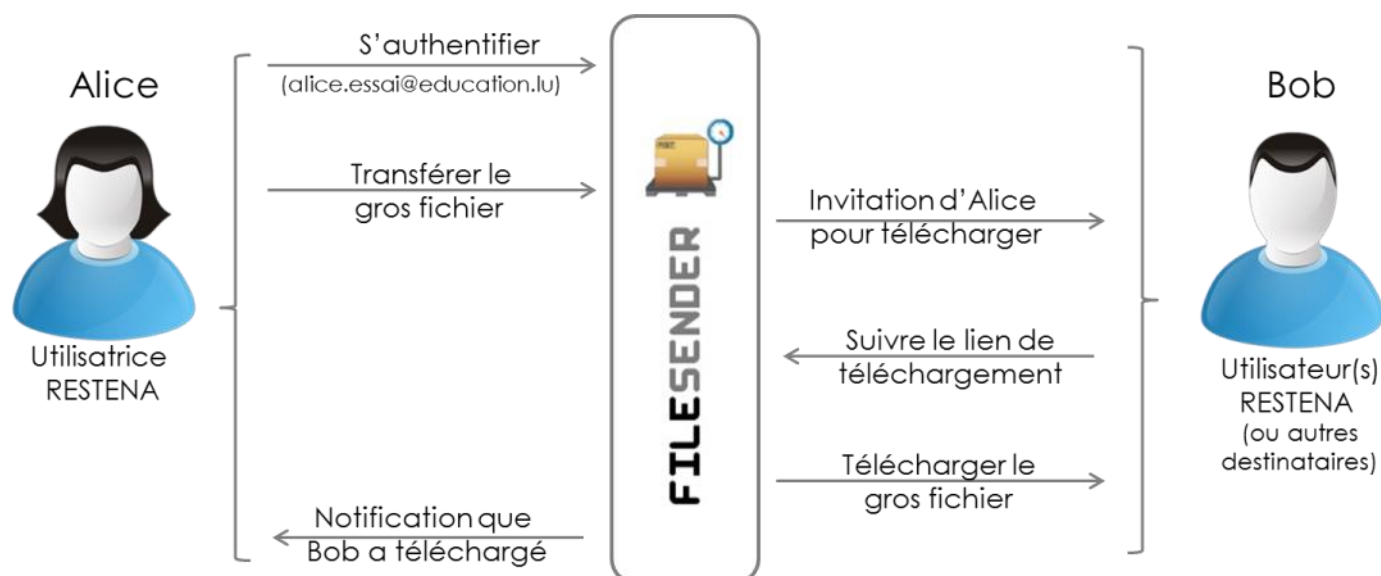 Alice
Utilisatrice
RESTENA
S'authentifier
(alice.essai@education.lu)
Transférer le
gros fichier
Notification que
Bob a téléchargé
FILESENDER
Invitation d'Alice
pour télécharger
Suivre le lien de
téléchargement
Télécharger le
gros fichier
Bob
Utilisateur(s)
RESTENA
(ou autres
destinataires)